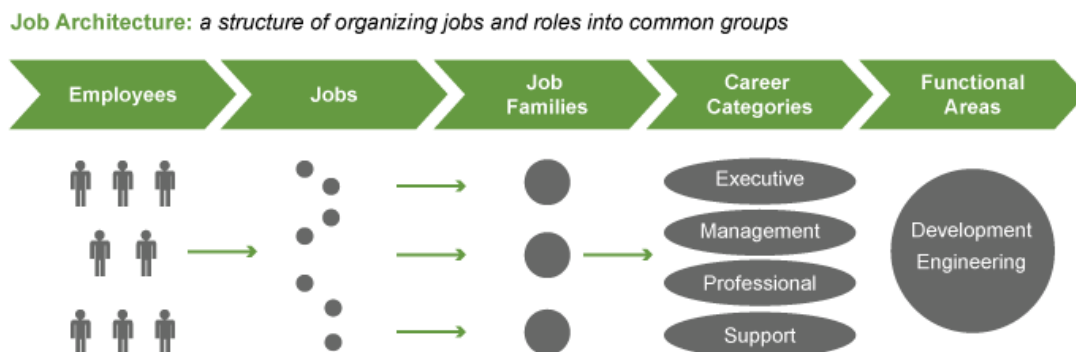 Job Architecture: a structure of organizing jobs and roles into common groups
Employees
Jobs
Job
Families
Career
Categories
Functional
Areas
Executive
Management
Professional
Support
Development
Engineering